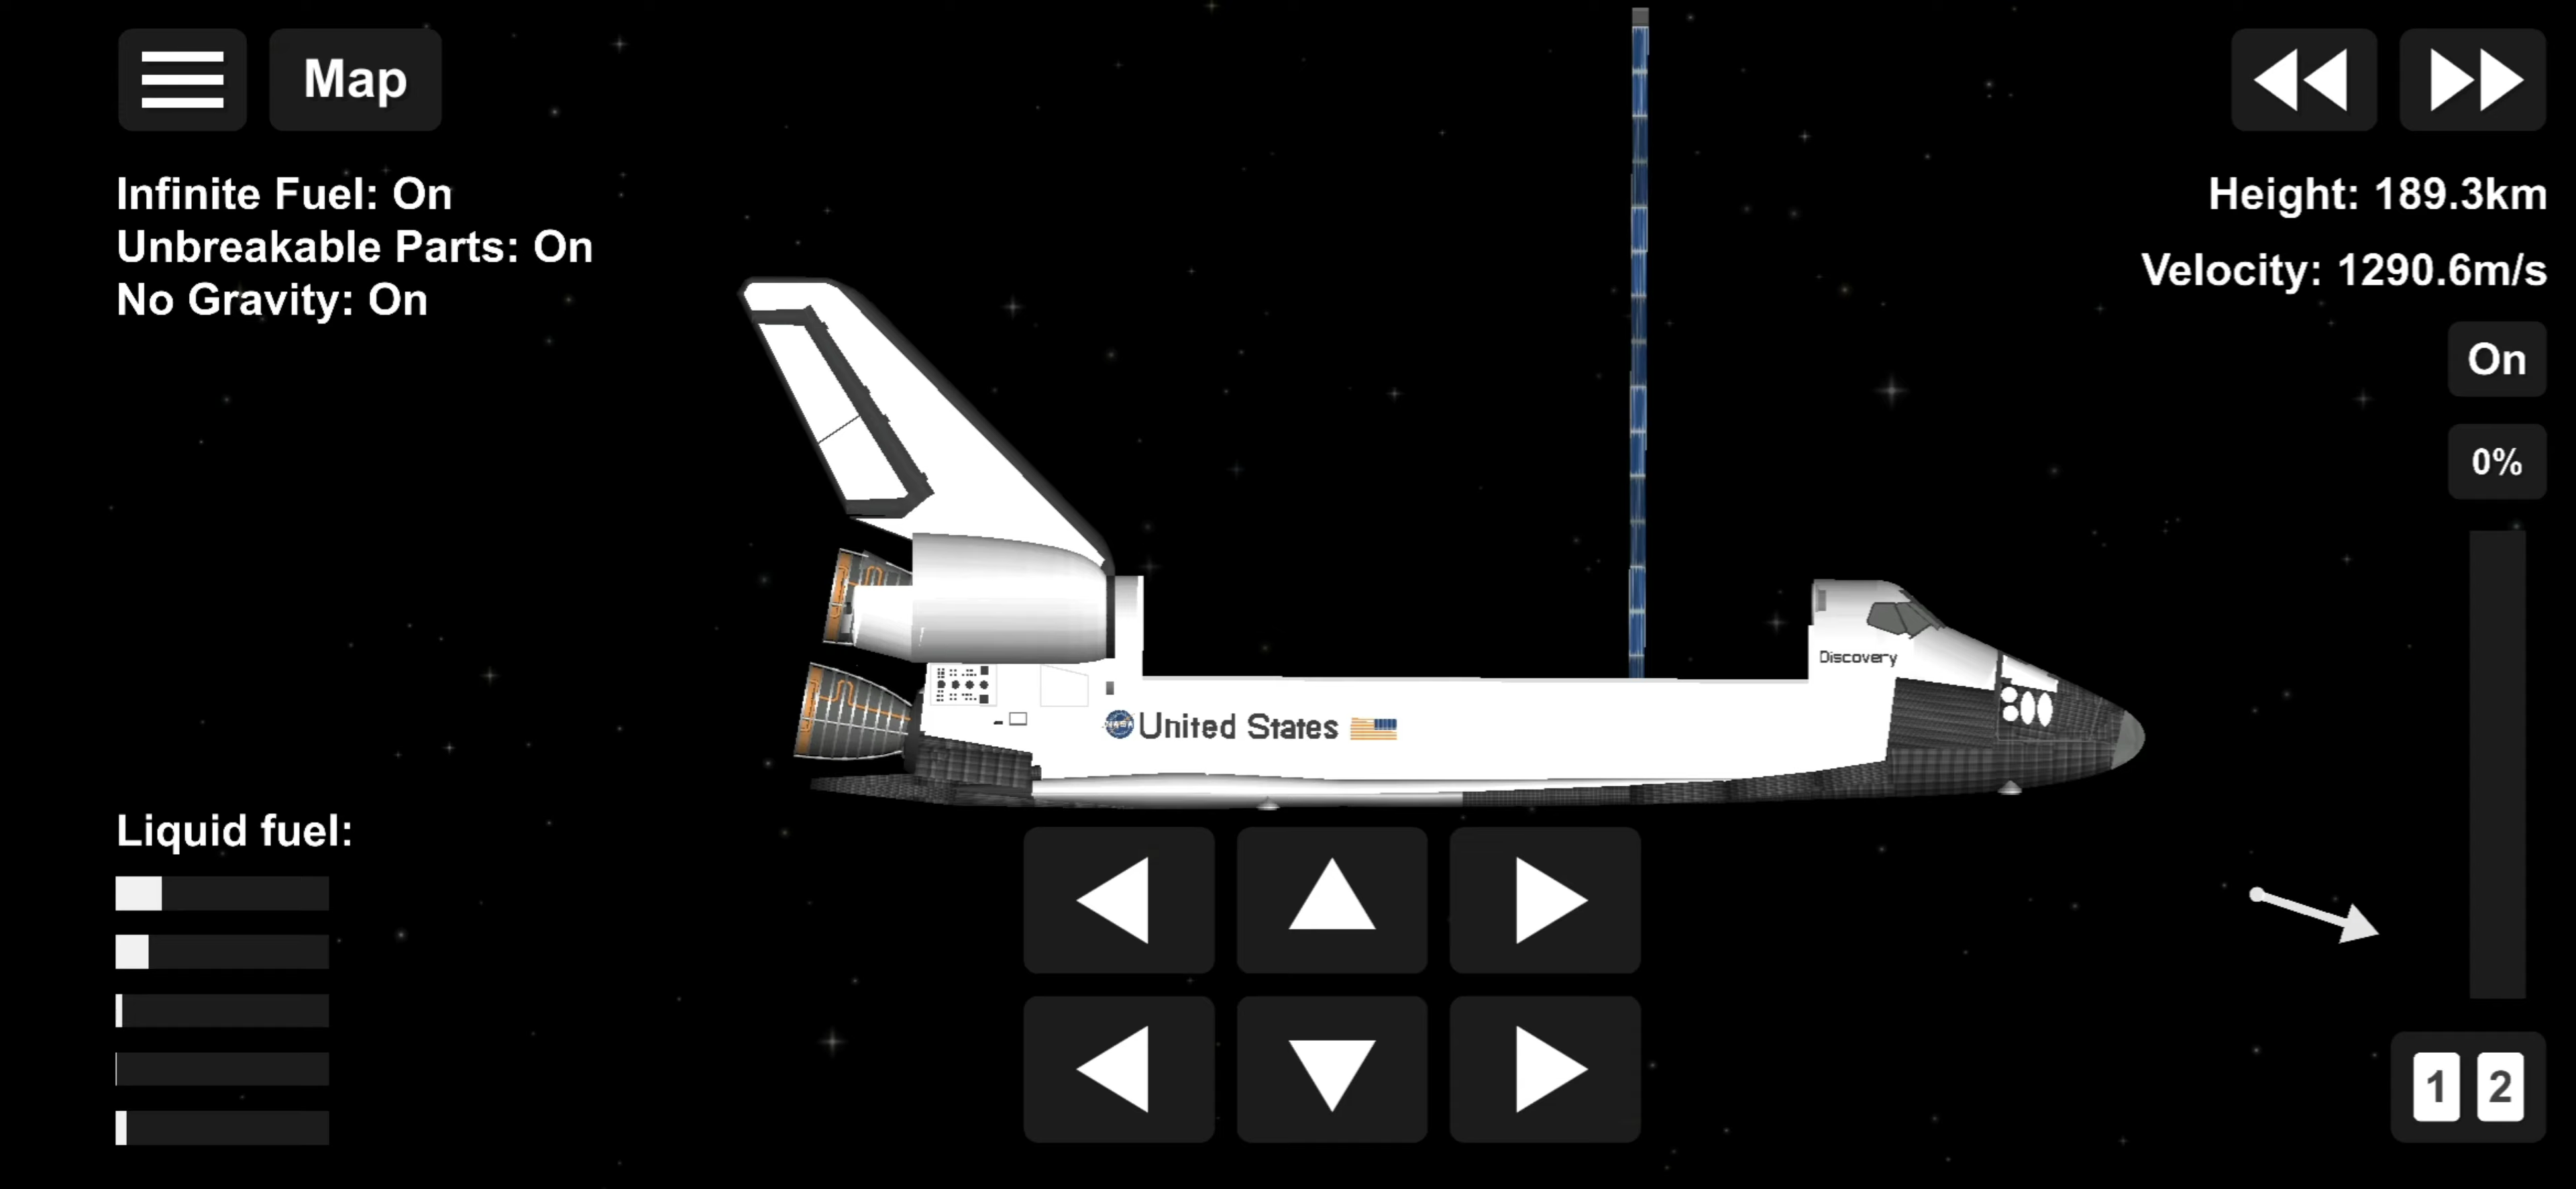 Map
Infinite Fuel: On
Unbreakable Parts: On
No Gravity: On
Height: 189.3km
Velocity: 1290.6m/s
On
0%
Discovery
NASA
United States
Liquid fuel:
1 2